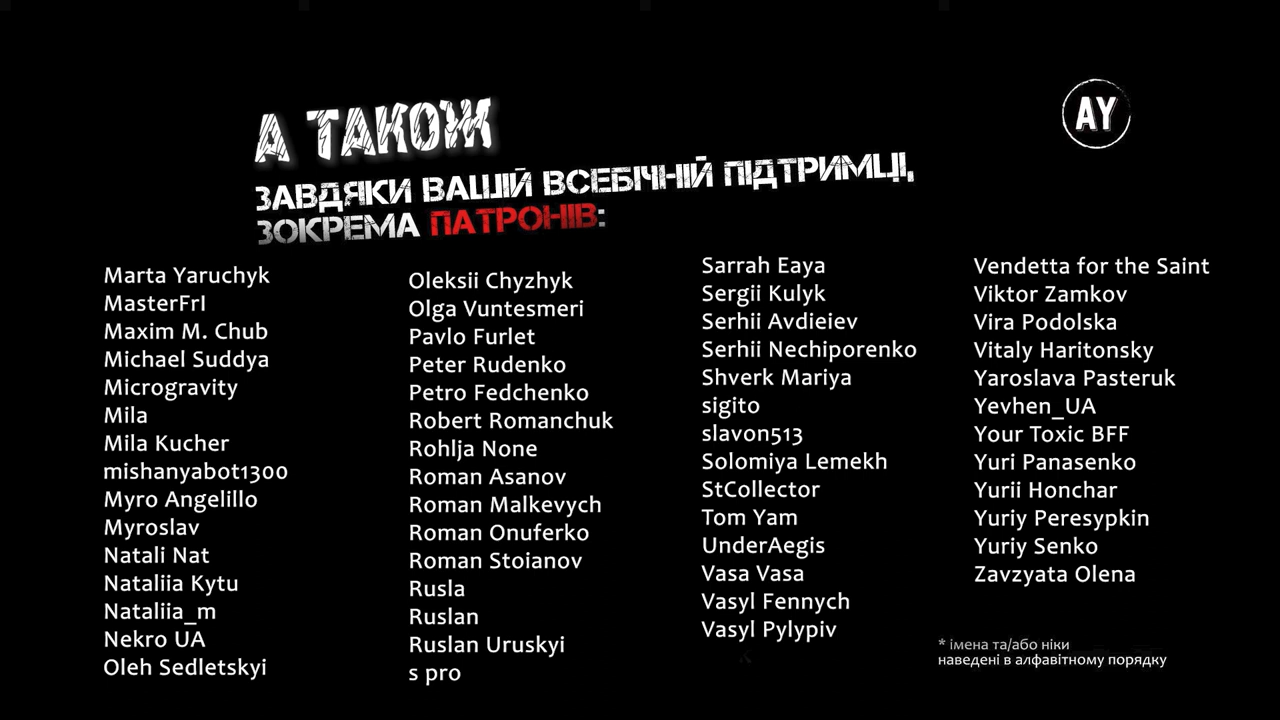 А ТАКОЖ
AY
ЗАВДЯКИ ВАШІЙ ВСЕБІЧНІЙ ПІДТРИМЦІ,
ЗОКРЕМА ПАТРОНІВ:
Marta Yaruchyk
MasterFrI
Maxim M. Chub
Michael Suddya
Microgravity
Mila
Mila Kucher
mishanyabot1300
Myro Angelillo
Myroslav
Natali Nat
Nataliia Kytu
Nataliia_m
Nekro UA
Oleh Sedletskyi
Oleksii Chyzhyk
Olga Vuntesmeri
Pavlo Furlet
Peter Rudenko
Petro Fedchenko
Robert Romanchuk
Rohlja None
Roman Asanov
Roman Malkevych
Roman Onuferko
Roman Stoianov
Rusla
Ruslan
Ruslan Uruskyi
s pro
Sarrah Eaya
Sergii Kulyk
Serhii Avdieiev
Serhii Nechiporenko
Shverk Mariya
sigito
slavon513
Solomiya Lemekh
StCollector
Tom Yam
UnderAegis
Vasa Vasa
Vasyl Fennych
Vasyl Pylypiv
Vendetta for the Saint
Viktor Zamkov
Vira Podolska
Vitaly Haritonsky
Yaroslava Pasteruk
Yevhen_UA
Your Toxic BFF
Yuri Panasenko
Yurii Honchar
Yuriy Peresypkin
Yuriy Senko
Zavzyata Olena
* імена та/або ніки
наведені в алфавітному порядку